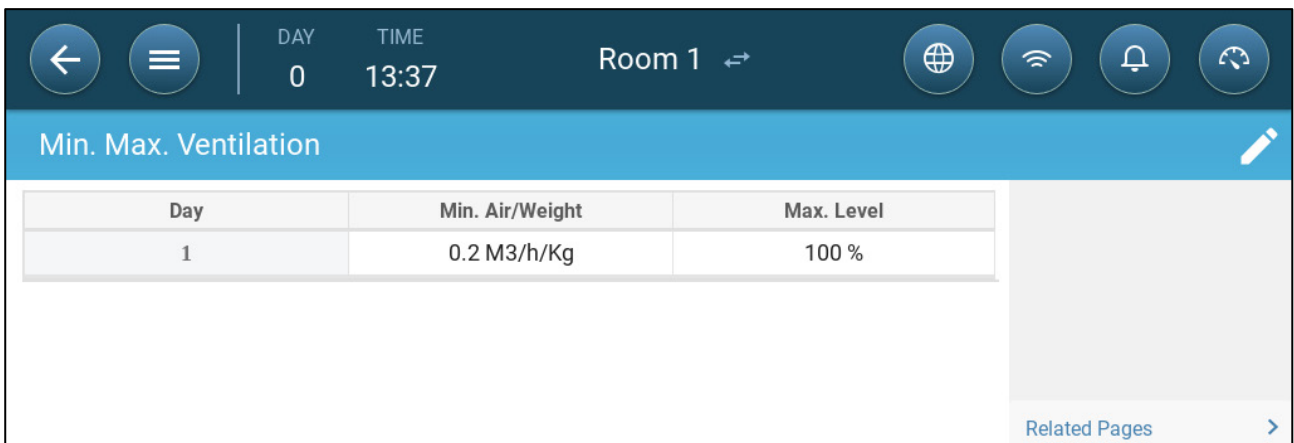 DAY TIME
0 13:37 Room 1
Min. Max. Ventilation
Day Min. Air/Weight Max. Level
1 0.2 M3/h/Kg 100 %
Related Pages